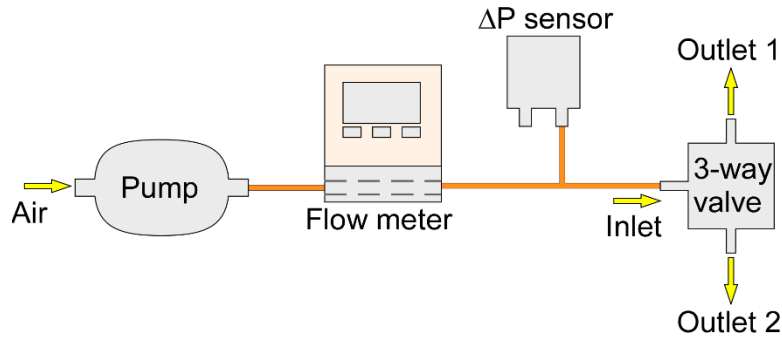 ΔP sensor
Outlet 1
Pump
3-way
valve
Air
Flow meter
Inlet
Outlet 2